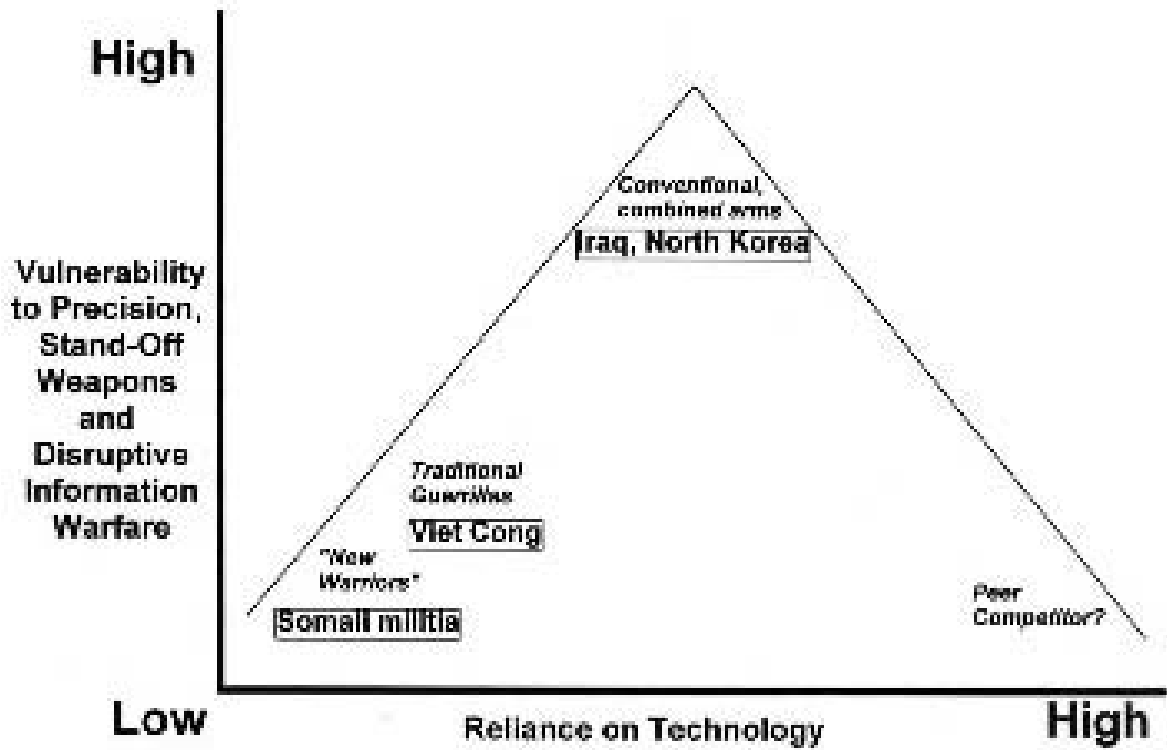 High
Conventional,
combined arms
Iraq, North Korea
Vulnerability
to Precision,
Stand-Off
Weapons
and
Disruptive
Information
Warfare
Traditional
Guerrillas
Viet Cong
"New
Warriors"
Somali militia
Peer
Competitor?
Low
Reliance on Technology
High